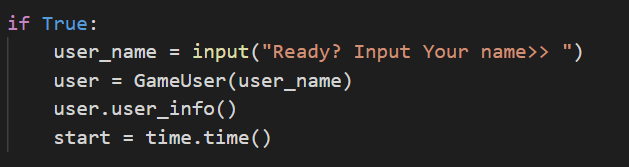 if True:
    user_name = input("Ready? Input Your name>> ")
    user = GameUser(user_name)
    user.user_info()
    start = time.time()